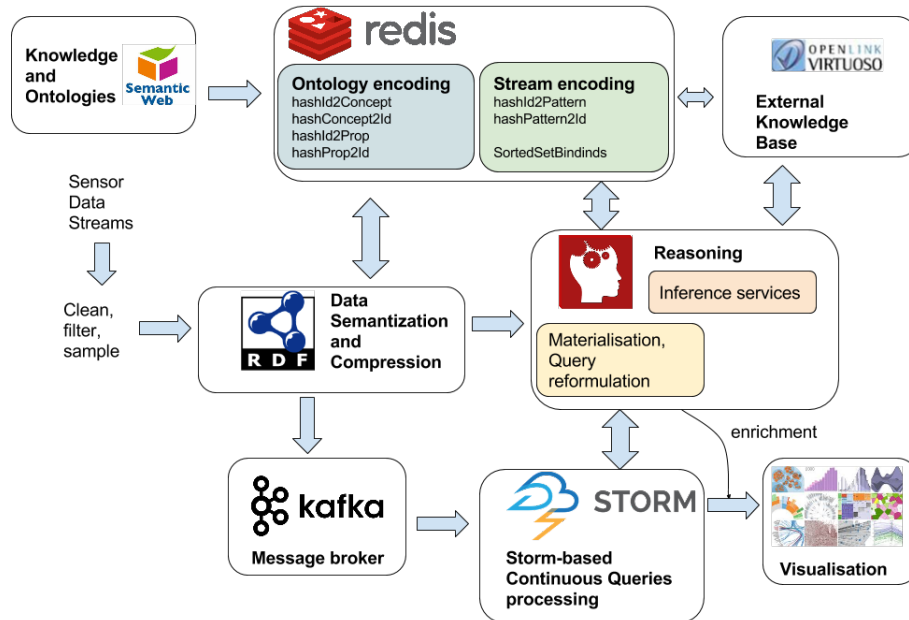 redis
Knowledge
and
Ontologies
Semantic
Web
Ontology encoding
hashId2Concept
hashConcept2Id
hashId2Prop
hashProp2Id
Stream encoding
hashId2Pattern
hashPattern2Id
SortedSetBindinds
OPENLINK
VIRTUOSO
External
Knowledge
Base
Sensor
Data
Streams
Clean,
filter,
sample
RDF
Data
Semantization
and
Compression
Reasoning
Inference services
Materialisation,
Query
reformulation
enrichment
kafka
Message broker
STORM
Storm-based
Continuous Queries
processing
Visualisation